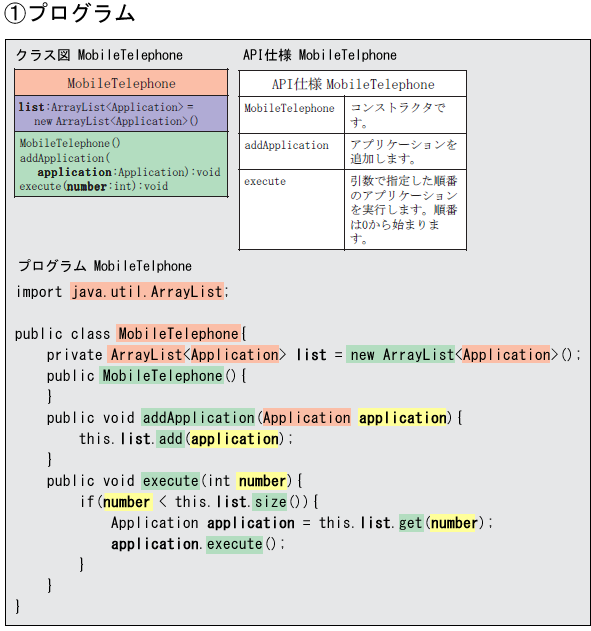 ①プログラム
クラス図 MobileTelephone
MobileTelephone
list:ArrayList<Application> =
new ArrayList<Application>()
MobileTelephone()
addApplication(
application:Application):void
execute(number:int):void
API仕様 MobileTelphone
API仕様 MobileTelephone
MobileTelephone コンストラクタで
す。
addApplication アプリケーションを
追加します。
execute 引数で指定した順番
のアプリケーション
を実行します。順番
は0から始まりま
す。
プログラム MobileTelphone
import java.util.ArrayList;
public class MobileTelephone{
private ArrayList<Application> list = new ArrayList<Application>();
public MobileTelephone(){
}
public void addApplication(Application application){
this.list.add(application);
}
public void execute(int number){
if(number < this.list.size()){
Application application = this.list.get(number);
application.execute();
}
}
}